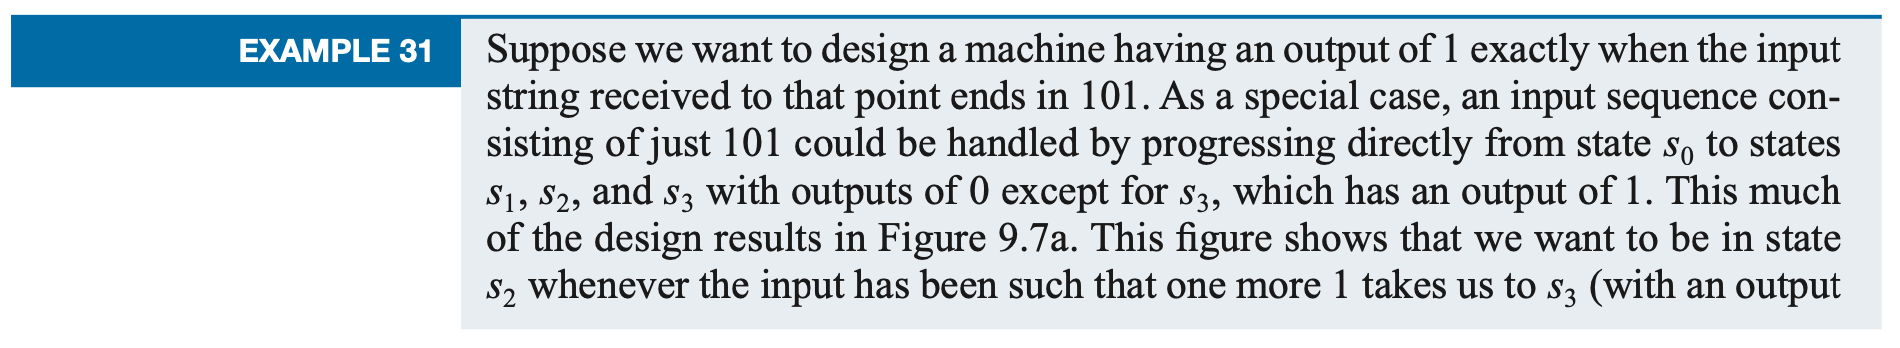 EXAMPLE 31
Suppose we want to design a machine having an output of 1 exactly when the input
string received to that point ends in 101. As a special case, an input sequence con-
sisting of just 101 could be handled by progressing directly from state s₀ to states
s₁, s₂, and s₃ with outputs of 0 except for s₃, which has an output of 1. This much
of the design results in Figure 9.7a. This figure shows that we want to be in state
s₂ whenever the input has been such that one more 1 takes us to s₃ (with an output